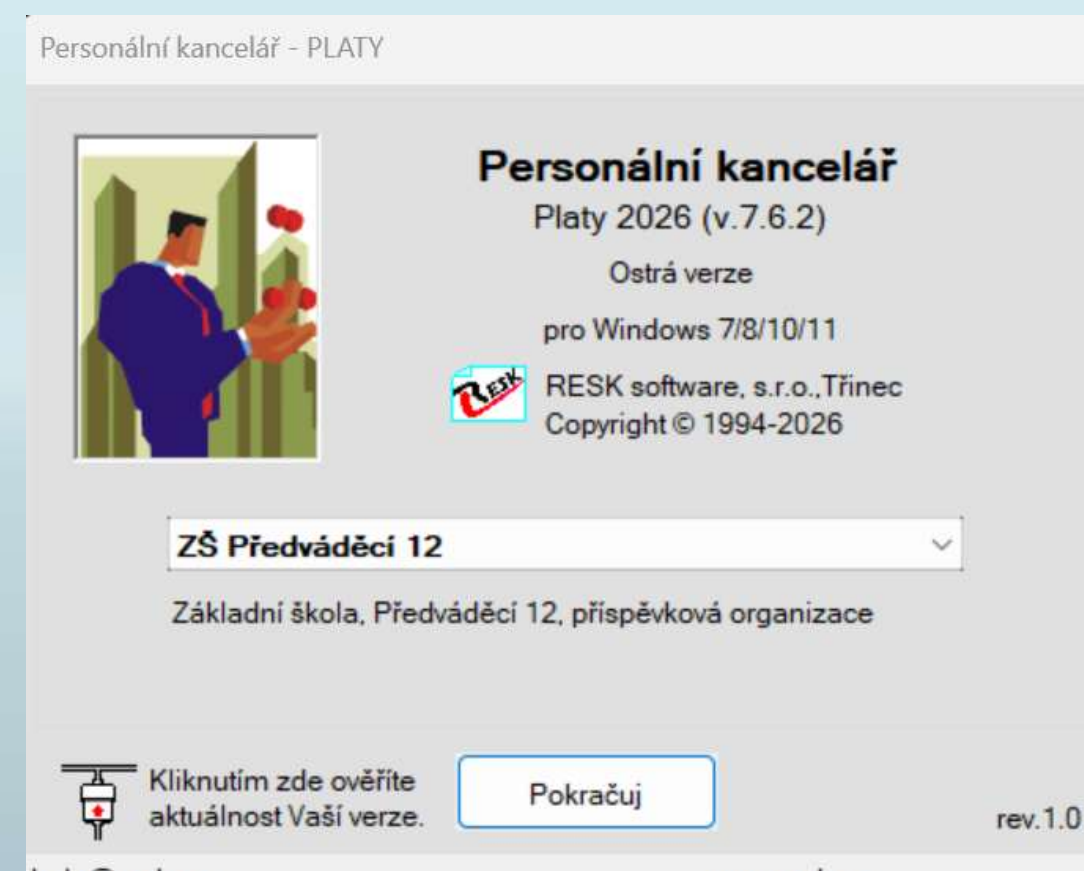 Personální kancelář - PLATY
Personální kancelář
Platy 2026 (v.7.6.2)
Ostrá verze
pro Windows 7/8/10/11
RESK
RESK software, s.r.o.,Třinec
Copyright © 1994-2026
ZŠ Předváděcí 12
Základní škola, Předváděcí 12, příspěvková organizace
Kliknutím zde ověříte
aktuálnost Vaší verze.
Pokračuj
rev.1.0